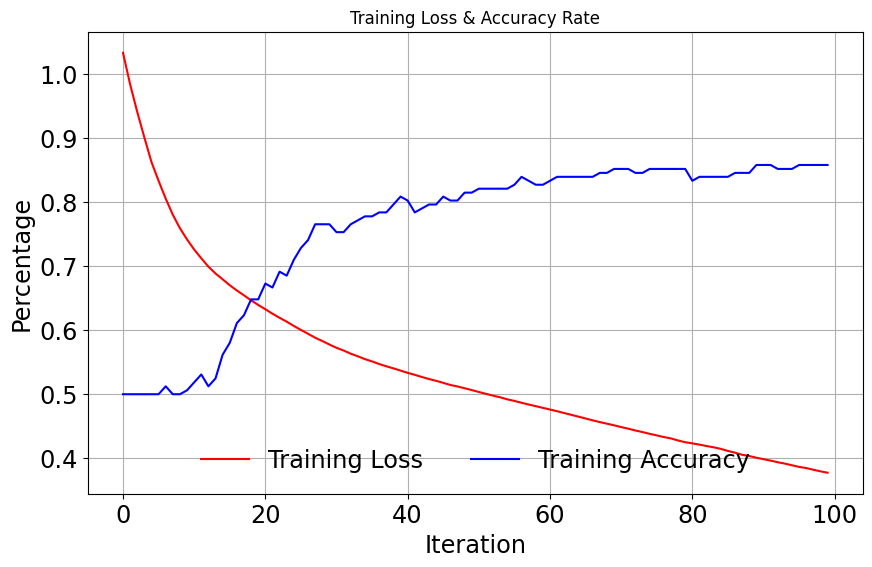 Training Loss & Accuracy Rate
Percentage
1.0
0.9
0.8
0.7
0.6
0.5
0.4
Training Loss Training Accuracy
0 20 40 60 80 100
Iteration